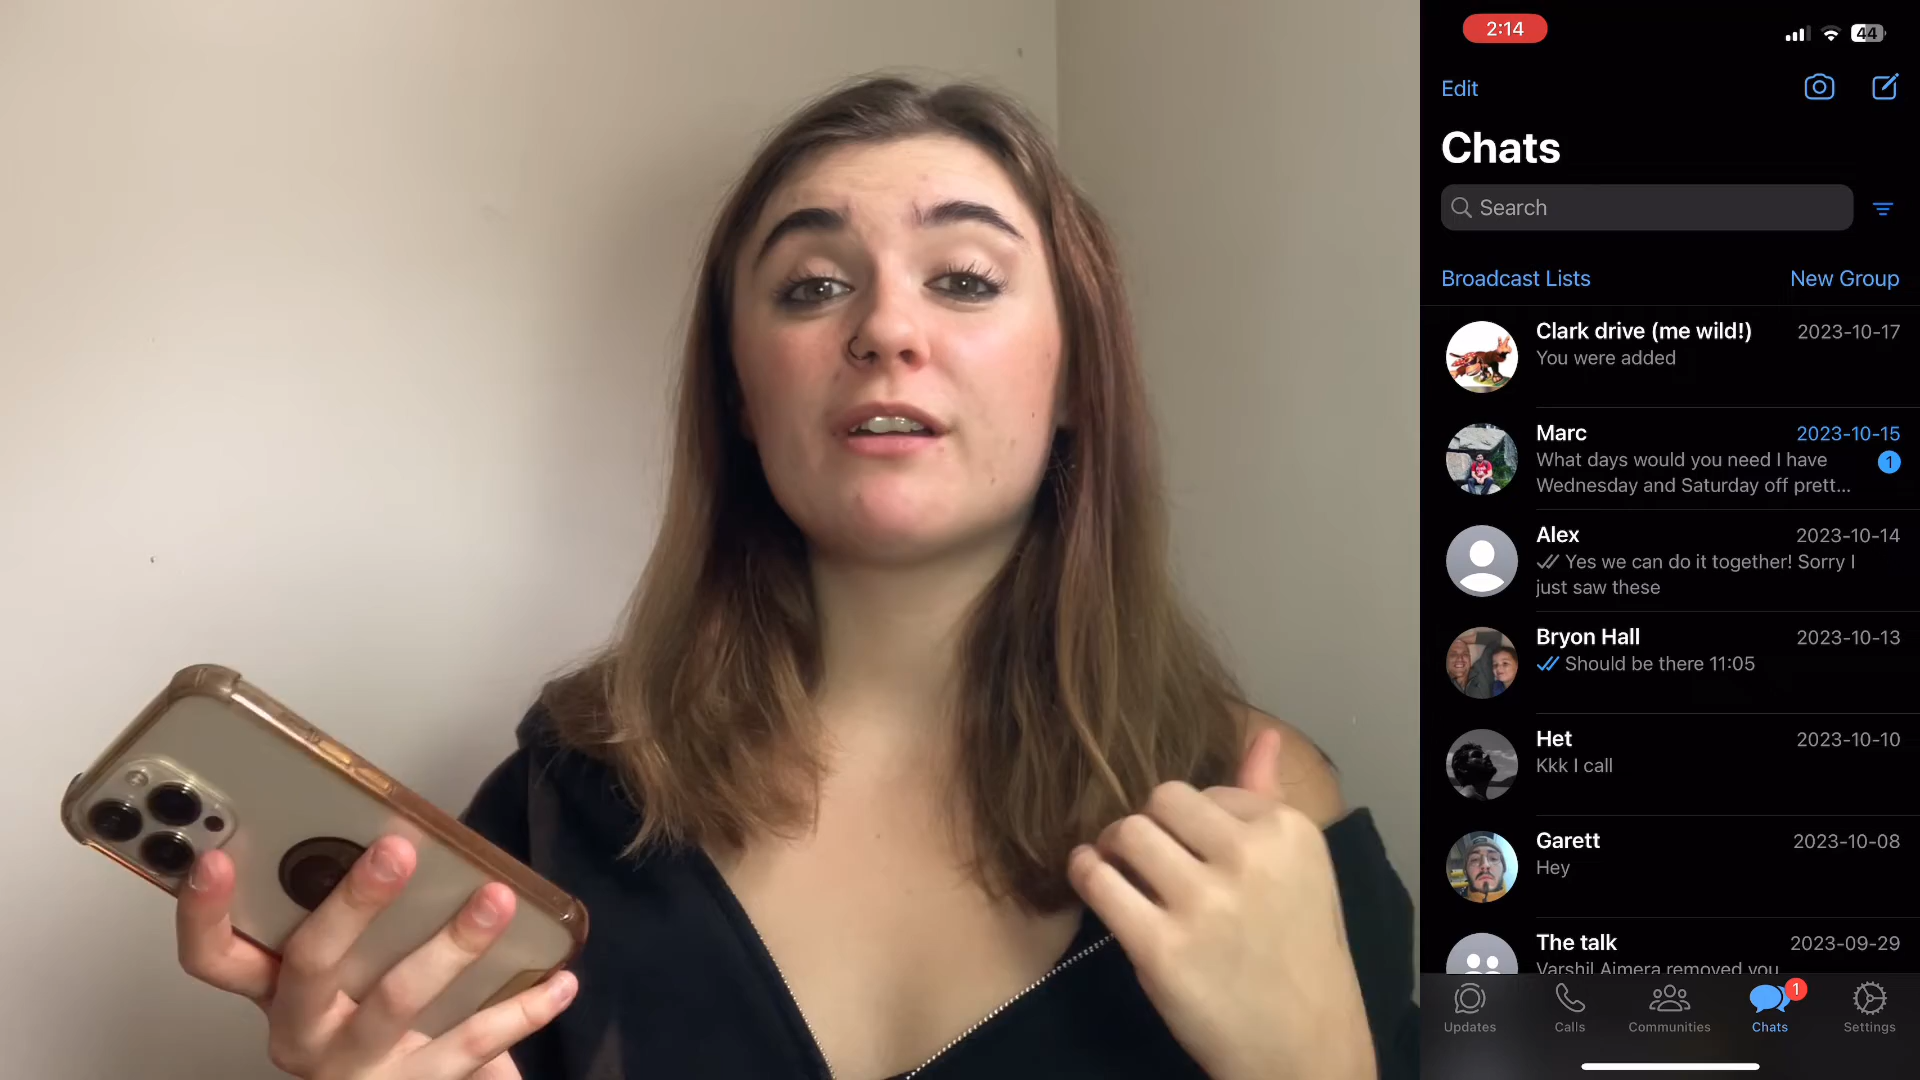 2:14
44
Edit
Chats
Search
Broadcast Lists
New Group
Clark drive (me wild!)
2023-10-17
You were added
Marc
2023-10-15
What days would you need I have
1
Wednesday and Saturday off prett...
Alex
2023-10-14
Yes we can do it together! Sorry I
just saw these
Bryon Hall
2023-10-13
Should be there 11:05
Het
2023-10-10
Kkk I call
Garett
2023-10-08
Hey
The talk
2023-09-29
Varshil Ajmera removed you
1
Updates
Calls
Communities
Chats
Settings